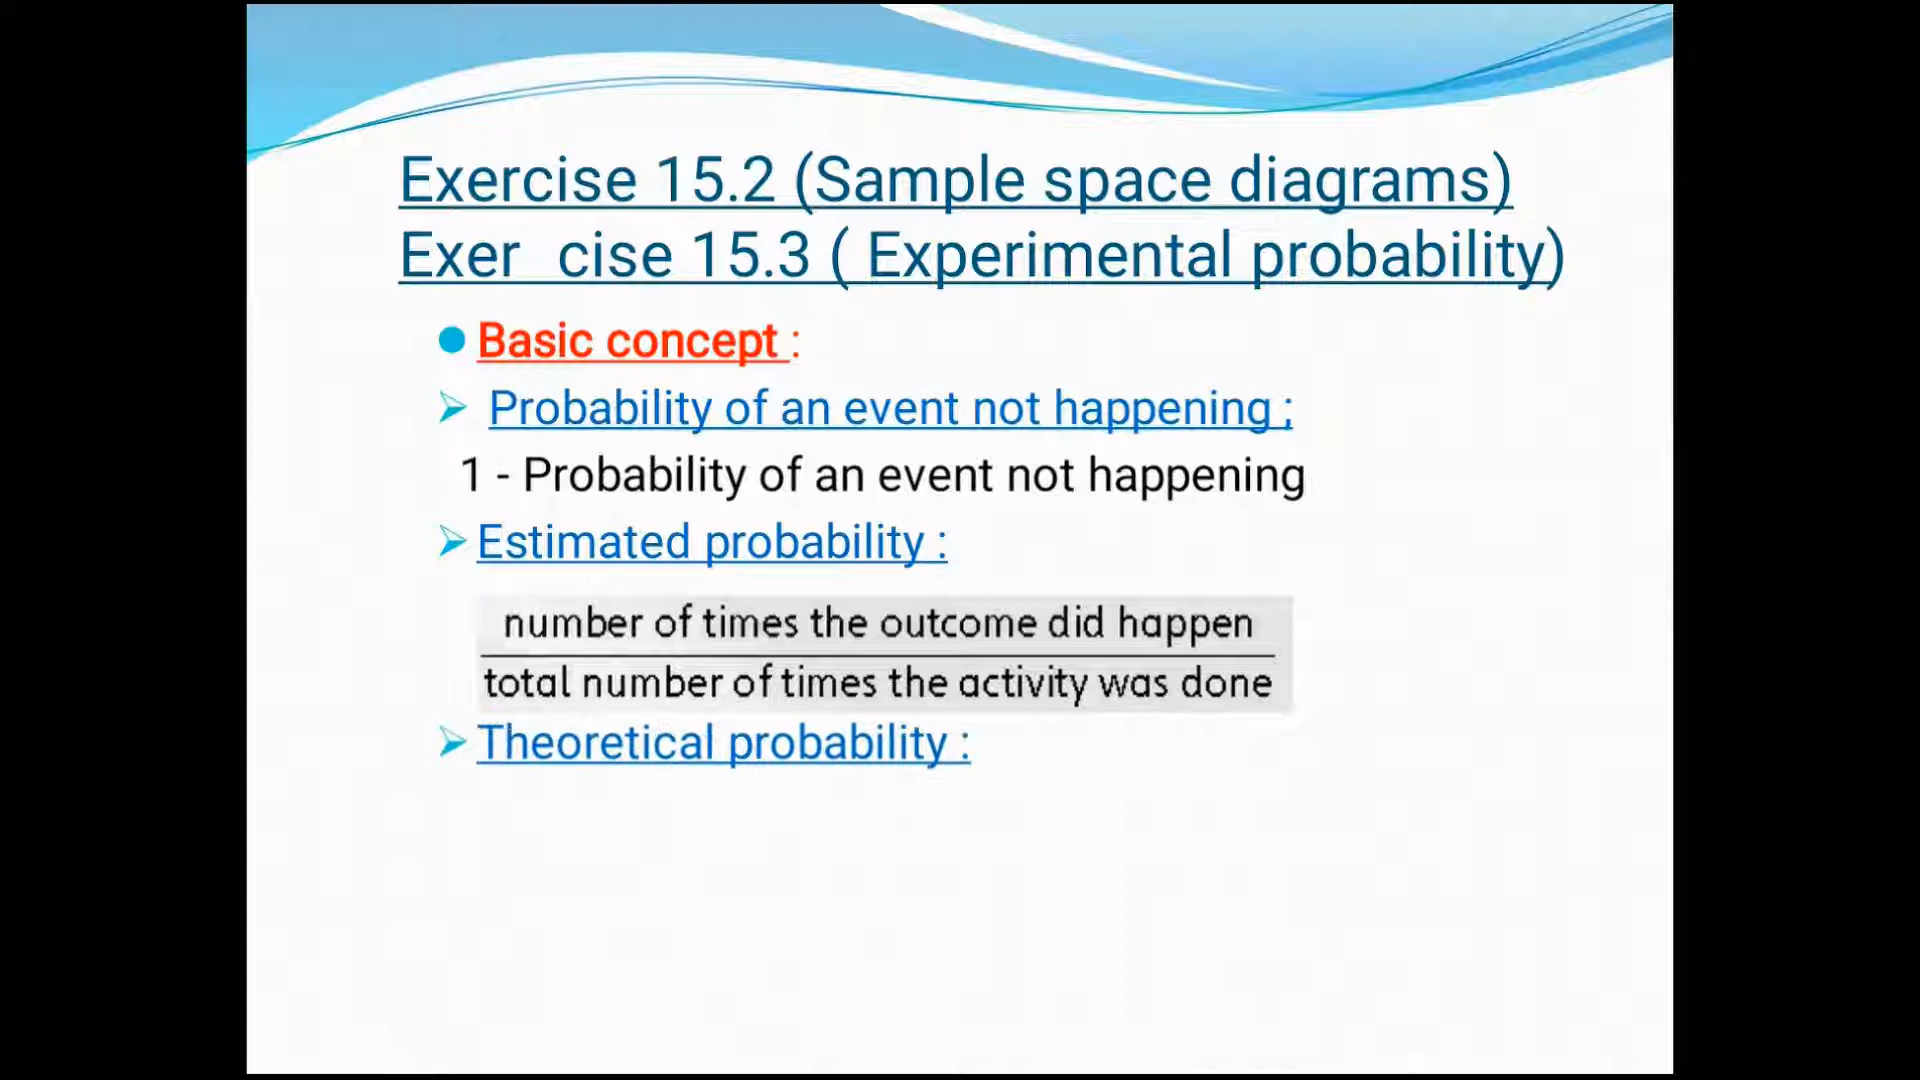 Exercise 15.2 (Sample space diagrams)
Exer cise 15.3 ( Experimental probability)
Basic concept :
Probability of an event not happening ;
1 - Probability of an event not happening
Estimated probability :
number of times the outcome did happen
total number of times the activity was done
Theoretical probability :